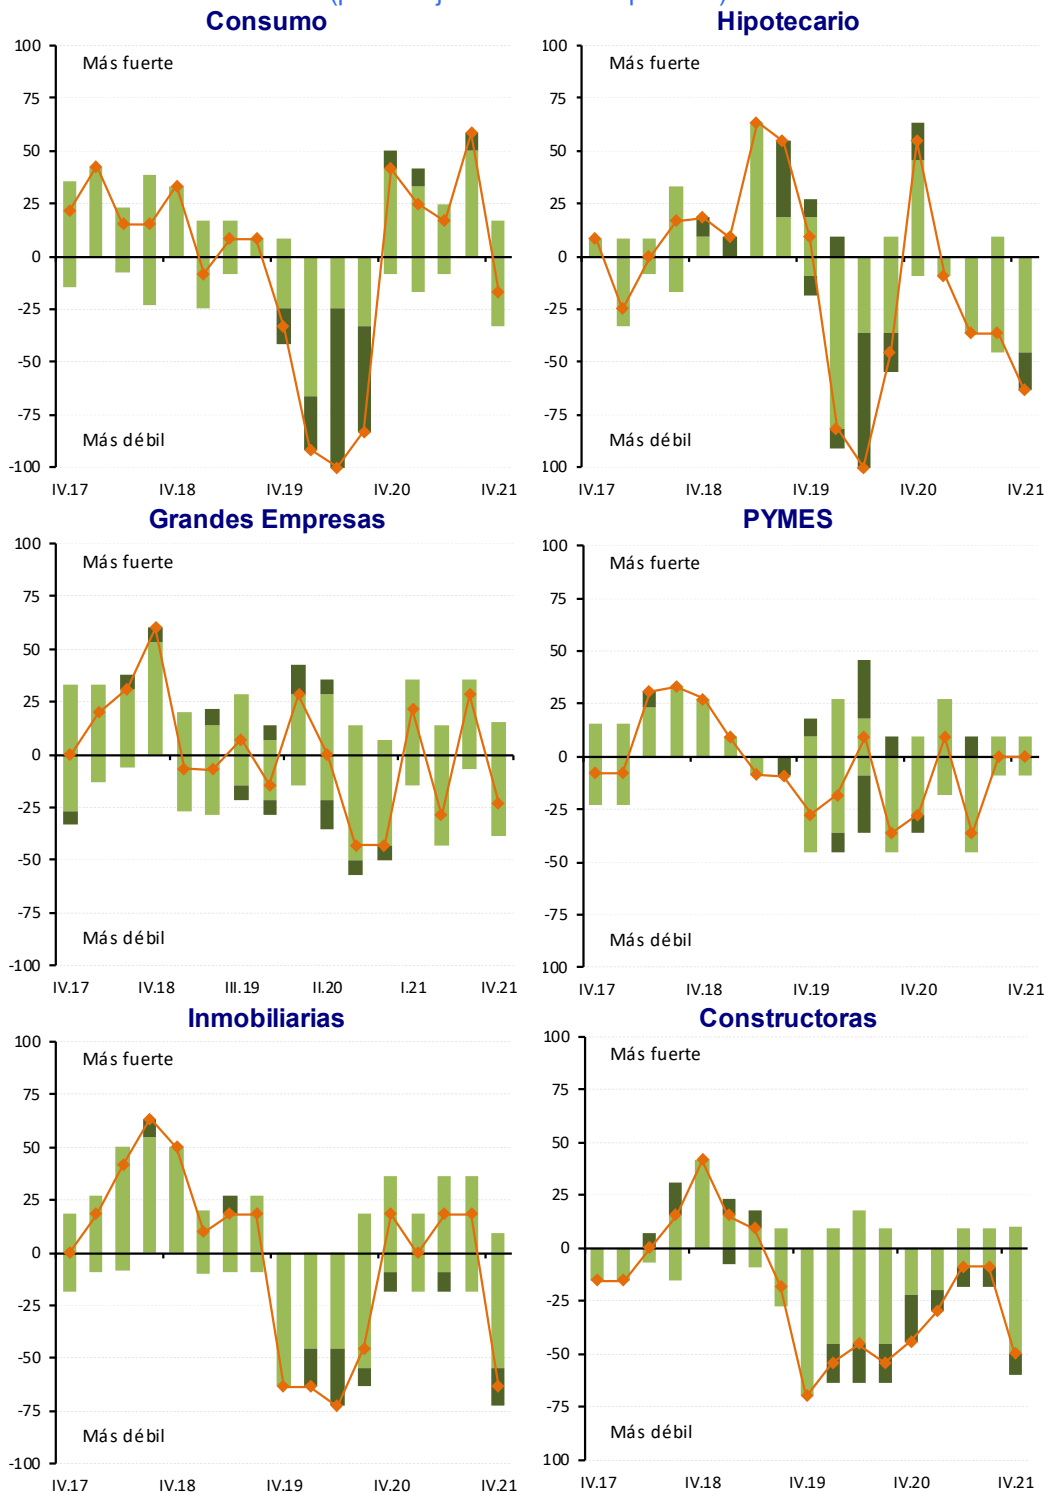 Consumo
Hipotecario
100
75
50
25
0
-25
-50
-75
-100
Más fuerte
Más débil
IV.17 IV.18 IV.19 IV.20 IV.21
100
75
50
25
0
-25
-50
-75
100
Más fuerte
Más débil
IV.17 IV.18 IV.19 IV.20 IV.21
Grandes Empresas
PYMES
100
75
50
25
0
-25
-50
-75
-100
Más fuerte
Más débil
IV.17 IV.18 III.19 II.20 I.21 IV.21
100
75
50
25
0
-25
-50
-75
100
Más fuerte
Más débil
IV.17 IV.18 IV.19 IV.20 IV.21
Inmobiliarias
Constructoras
100
75
50
25
0
-25
-50
-75
-100
Más fuerte
Más débil
IV.17 IV.18 IV.19 IV.20 IV.21
100
75
50
25
0
-25
-50
-75
100
Más fuerte
Más débil
IV.17 IV.18 IV.19 IV.20 IV.21